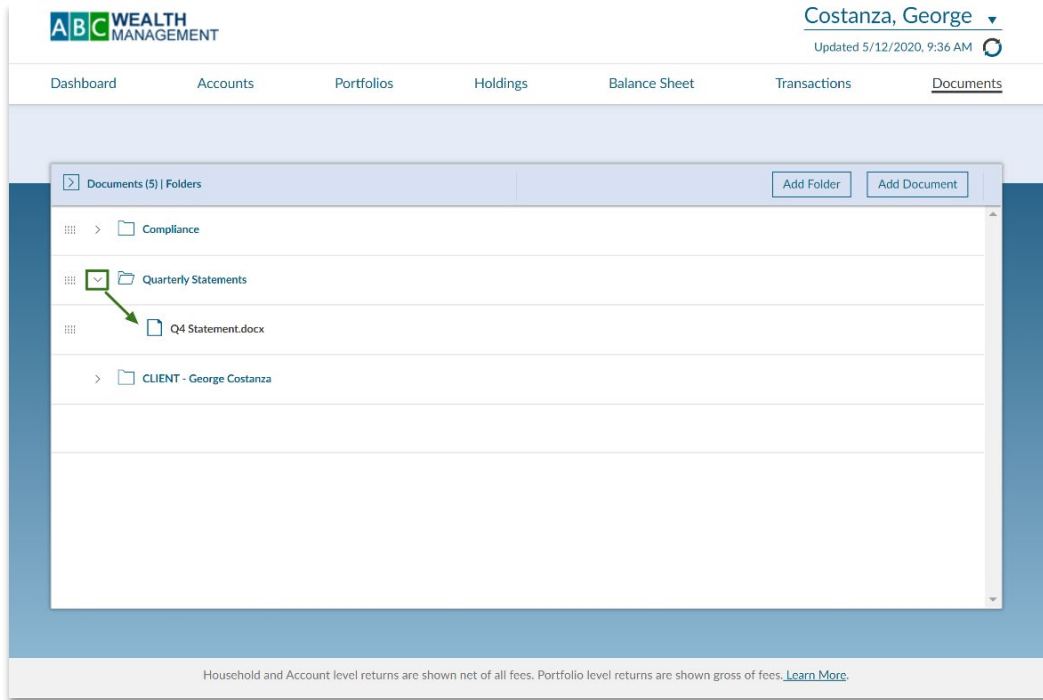 ABC WEALTH
MANAGEMENT
Costanza, George
Updated 5/12/2020, 9:36 AM
Dashboard Accounts Portfolios Holdings Balance Sheet Transactions Documents
Documents (5) | Folders Add Folder Add Document
Compliance
Quarterly Statements
Q4 Statement.docx
CLIENT - George Costanza
Household and Account level returns are shown net of all fees. Portfolio level returns are shown gross of fees. Learn More.